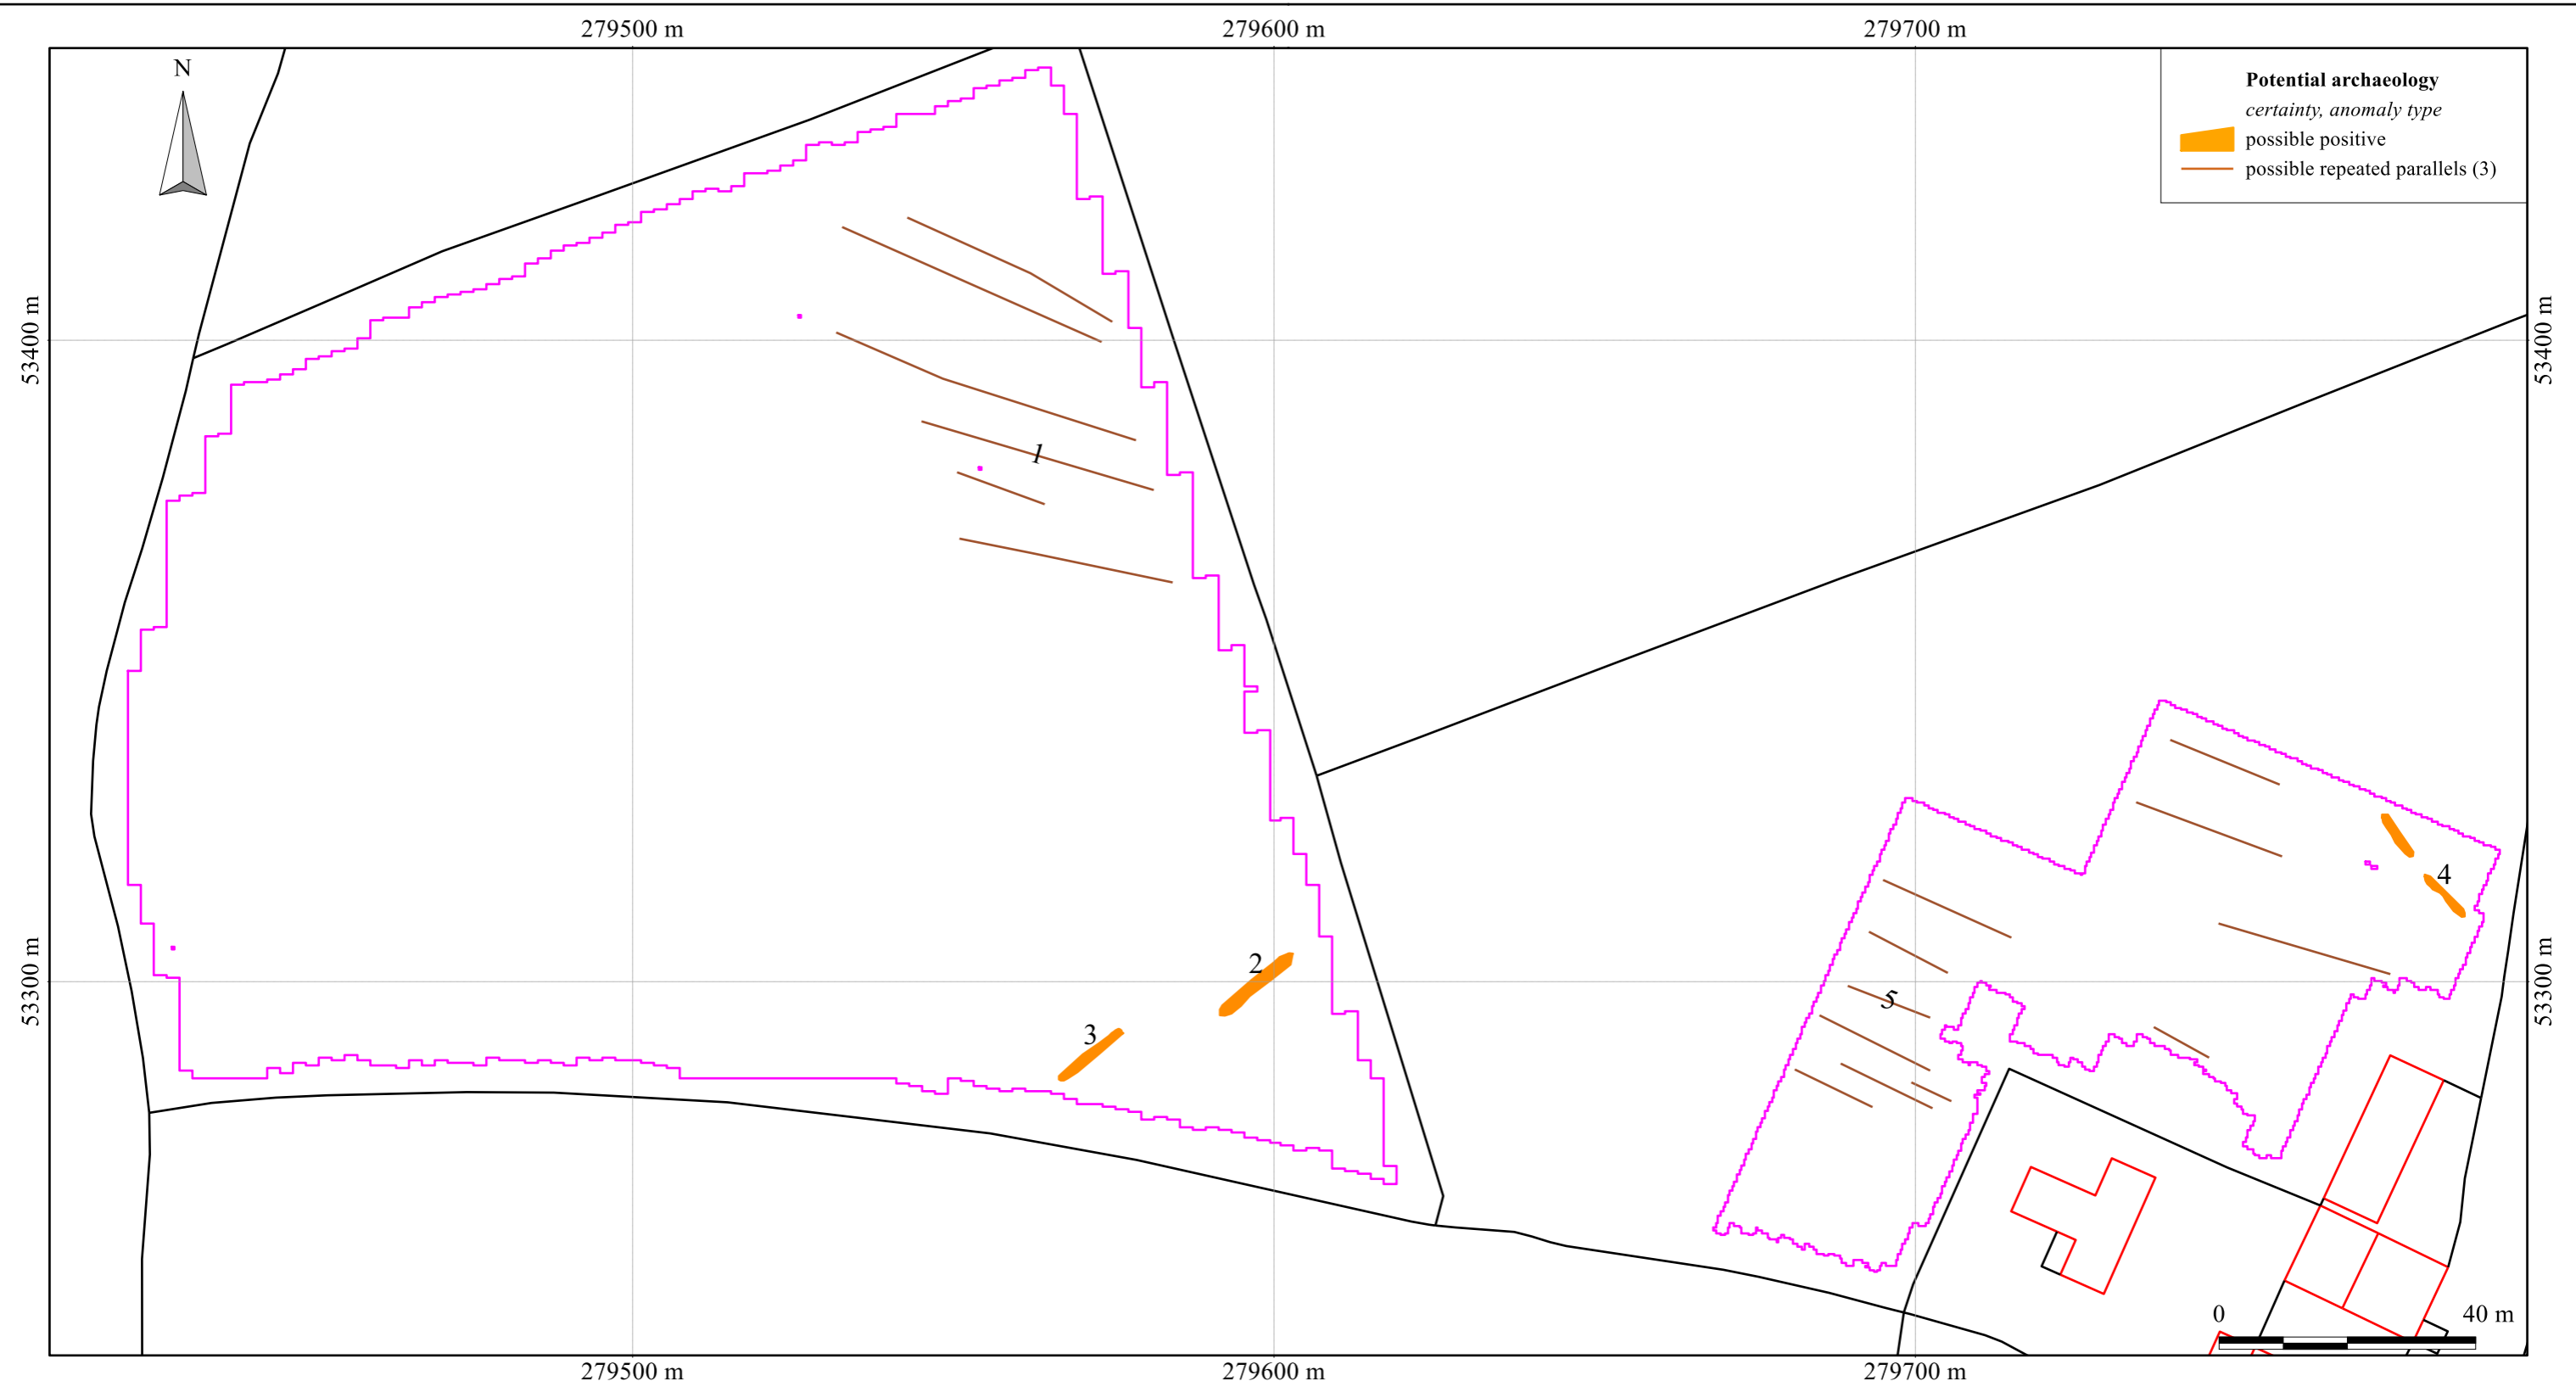 279500 m 279600 m 279700 m
N
Potential archaeology
certainty, anomaly type
possible positive
possible repeated parallels (3)
53400 m 53400 m
1
4
2
53300 m 53300 m
5
3
0 40 m
279500 m 279600 m 279700 m